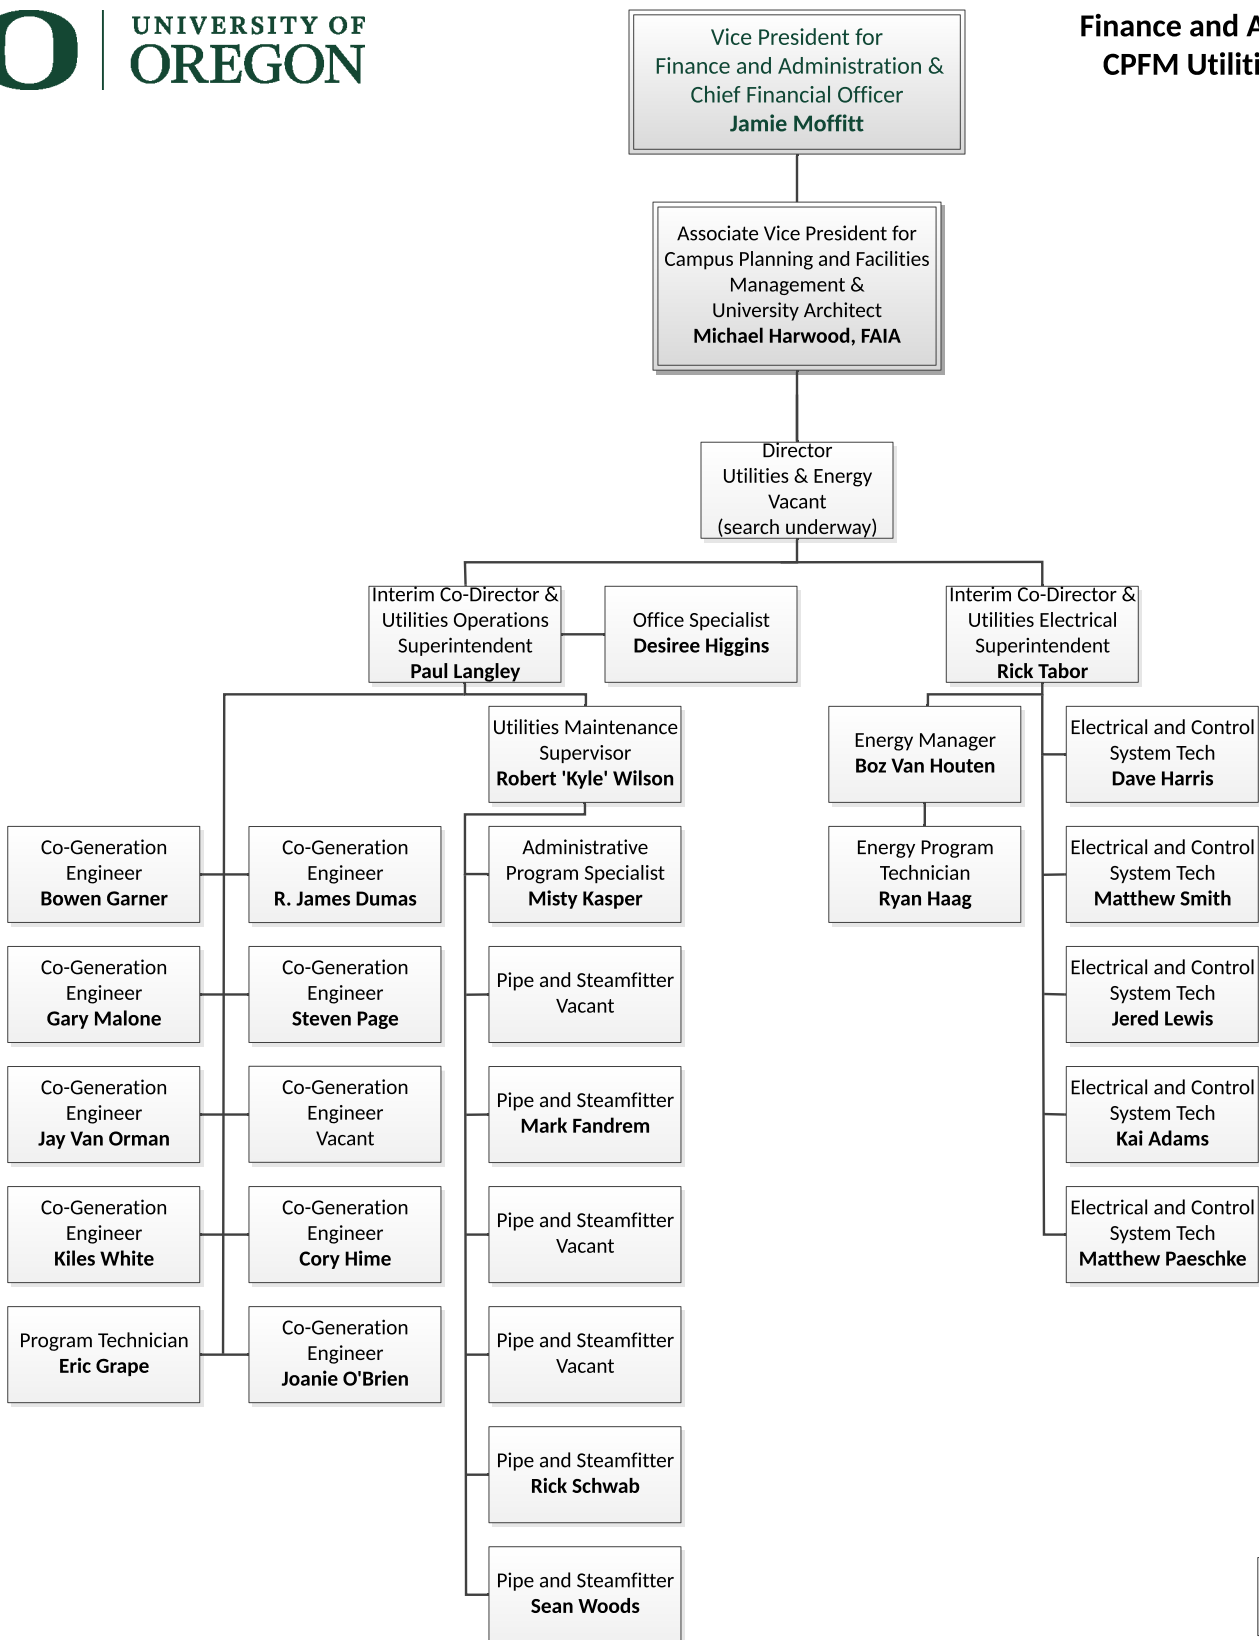 UNIVERSITY OF
OREGON
Vice President for
Finance and Administration &
Chief Financial Officer
Jamie Moffitt
Finance and
CPFM
Associate Vice President for
Campus Planning and Facilities
Management &
University Architect
Michael Harwood, FAIA
Director
Utilities & Energy
Vacant
(search underway)
Interim Co-Director &
Utilities Operations
Superintendent
Paul Langley
Office Specialist
Desiree Higgins
Interim Co-Director &
Utilities Electrical
Superintendent
Rick Tabor
Utilities Maintenance
Supervisor
Robert 'Kyle' Wilson
Energy Manager
Boz Van Houten
Electrical and Control
System Tech
Dave Harris
Co-Generation
Engineer
Bowen Garner
Co-Generation
Engineer
R. James Dumas
Administrative
Program Specialist
Misty Kasper
Energy Program
Technician
Ryan Haag
Electrical and Control
System Tech
Matthew Smith
Co-Generation
Engineer
Gary Malone
Co-Generation
Engineer
Steven Page
Pipe and Steamfitter
Vacant
Electrical and Control
System Tech
Jered Lewis
Co-Generation
Engineer
Jay Van Orman
Co-Generation
Engineer
Vacant
Pipe and Steamfitter
Mark Fandrem
Electrical and Control
System Tech
Kai Adams
Co-Generation
Engineer
Kiles White
Co-Generation
Engineer
Cory Hime
Pipe and Steamfitter
Vacant
Electrical and Control
System Tech
Matthew Paeschke
Program Technician
Eric Grape
Co-Generation
Engineer
Joanie O'Brien
Pipe and Steamfitter
Vacant
Pipe and Steamfitter
Rick Schwab
Pipe and Steamfitter
Sean Woods